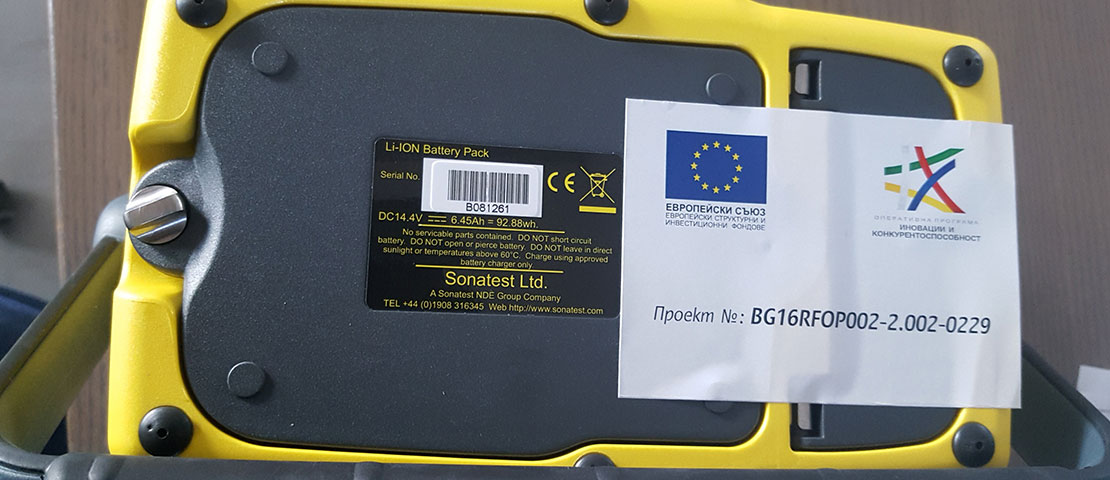 Li-ION Battery Pack
Serial No.
B081261
CE
DC14.4V 6.45Ah = 92.88wh.
No servicable parts contained. DO NOT short circuit
battery. DO NOT open or pierce battery. DO NOT leave in direct
sunlight or temperatures above 60°C. Charge using approved
battery charger only.
Sonatest Ltd.
A Sonatest NDE Group Company
TEL +44 (0)1908 316345 Web http://www.sonatest.com
ЕВРОПЕЙСКИ СЪЮЗ
ЕВРОПЕЙСКИ СТРУКТУРНИ И
ИНВЕСТИЦИОННИ ФОНДОВЕ
ОПЕРАТИВНА ПРОГРАМА
ИНОВАЦИИ И
КОНКУРЕНТОСПОСОБНОСТ
Проект №: BG16RFOP002-2.002-0229